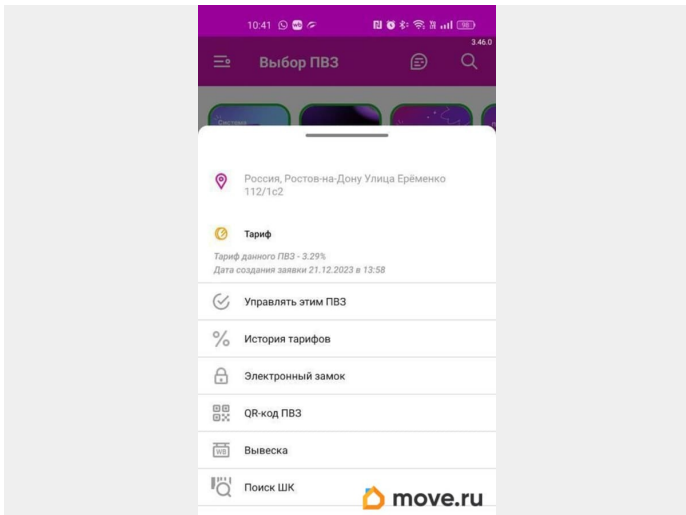 10:41
98
3.46.0
Выбор ПВЗ
Система
Россия, Ростов-на-Дону Улица Ерёменко
112/1с2
Тариф
Тариф данного ПВЗ - 3.29%
Дата создания заявки 21.12.2023 в 13:58
Управлять этим ПВЗ
История тарифов
Электронный замок
QR-код ПВЗ
WB
Вывеска
Поиск ШК
move.ru